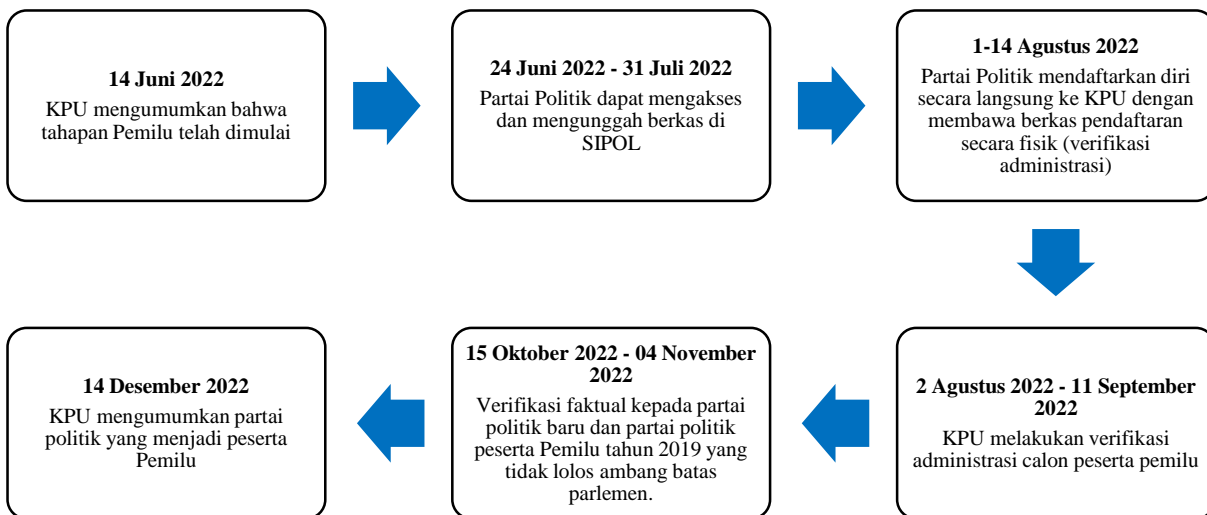 14 Juni 2022
KPU mengumumkan bahwa
tahapan Pemilu telah dimulai
24 Juni 2022 - 31 Juli 2022
Partai Politik dapat mengakses
dan mengunggah berkas di
SIPOL
1-14 Agustus 2022
Partai Politik mendaftarkan diri
secara langsung ke KPU dengan
membawa berkas pendaftaran
secara fisik (verifikasi
administrasi)
2 Agustus 2022 - 11 September
2022
KPU melakukan verifikasi
administrasi calon peserta pemilu
15 Oktober 2022 - 04 November
2022
Verifikasi faktual kepada partai
politik baru dan partai politik
peserta Pemilu tahun 2019 yang
tidak lolos ambang batas
parlemen.
14 Desember 2022
KPU mengumumkan partai
politik yang menjadi peserta
Pemilu